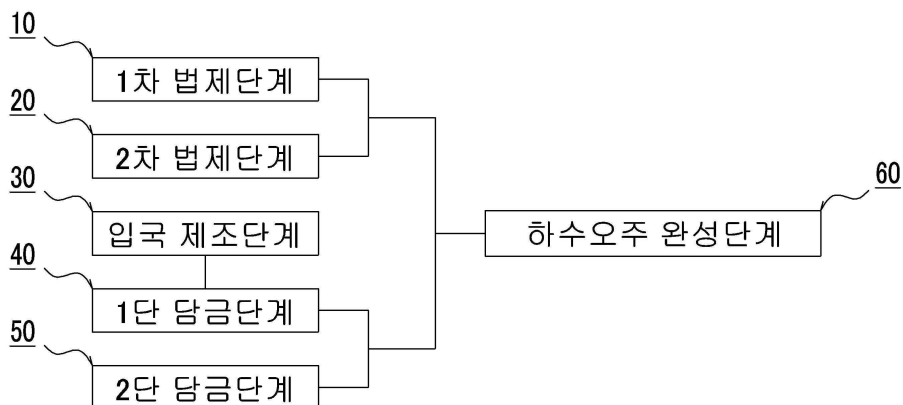 10
1차 법제단계
20
2차 법제단계
30
입국 제조단계
60
하수오주 완성단계
40
1단 담금단계
50
2단 담금단계